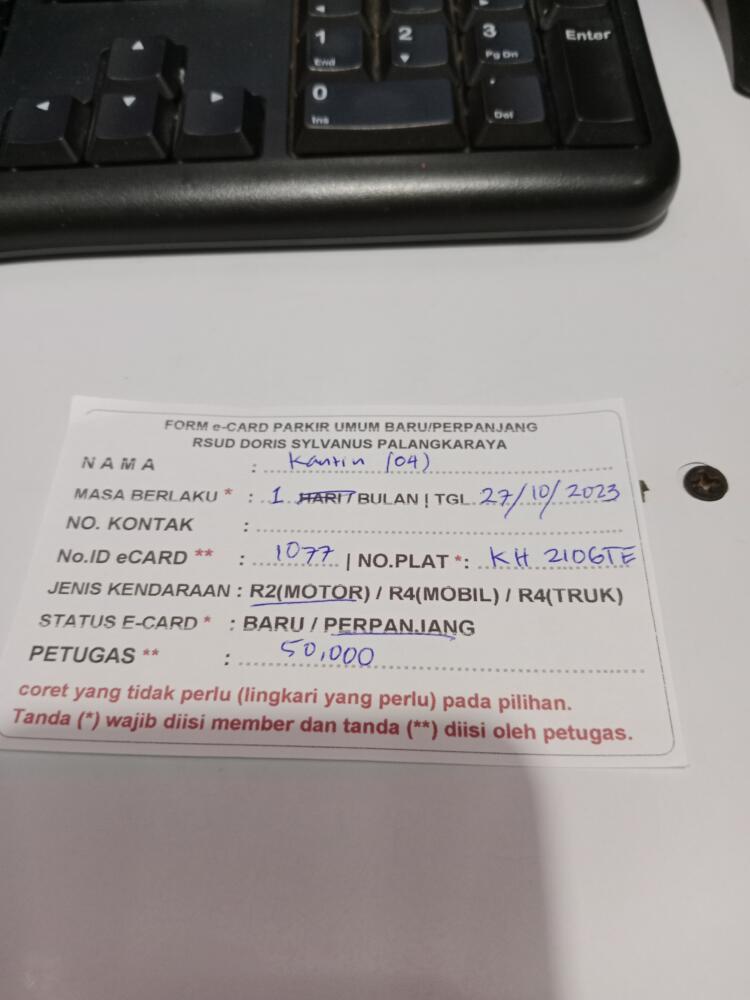 1 2 3 Enter
End ▼ Pg Dn
0 .
Ins Del
FORM e-CARD PARKIR UMUM BARU/PERPANJANG
RSUD DORIS SYLVANUS PALANGKARAYA
NAMA : Kantin (04)
MASA BERLAKU * : 1 HARI / BULAN | TGL. 27/10/2023
NO. KONTAK :
No.ID eCARD ** : 1077 | NO.PLAT *: KH 2106TE
JENIS KENDARAAN : R2(MOTOR) / R4(MOBIL) / R4(TRUK)
STATUS E-CARD * : BARU / PERPANJANG
PETUGAS ** : 50,000
coret yang tidak perlu (lingkari yang perlu) pada pilihan.
Tanda (*) wajib diisi member dan tanda (**) diisi oleh petugas.